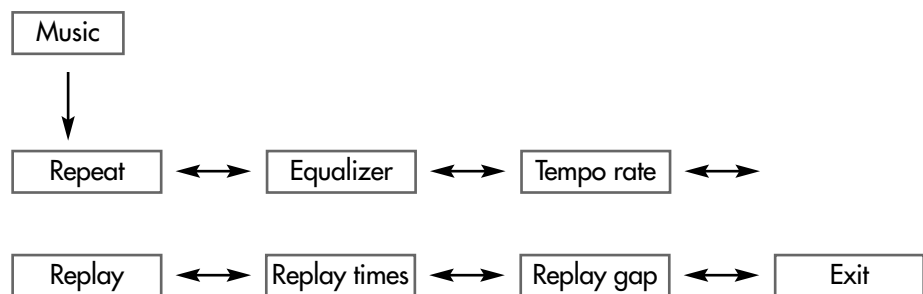 Music
Repeat Equalizer Tempo rate
Replay Replay times Replay gap Exit